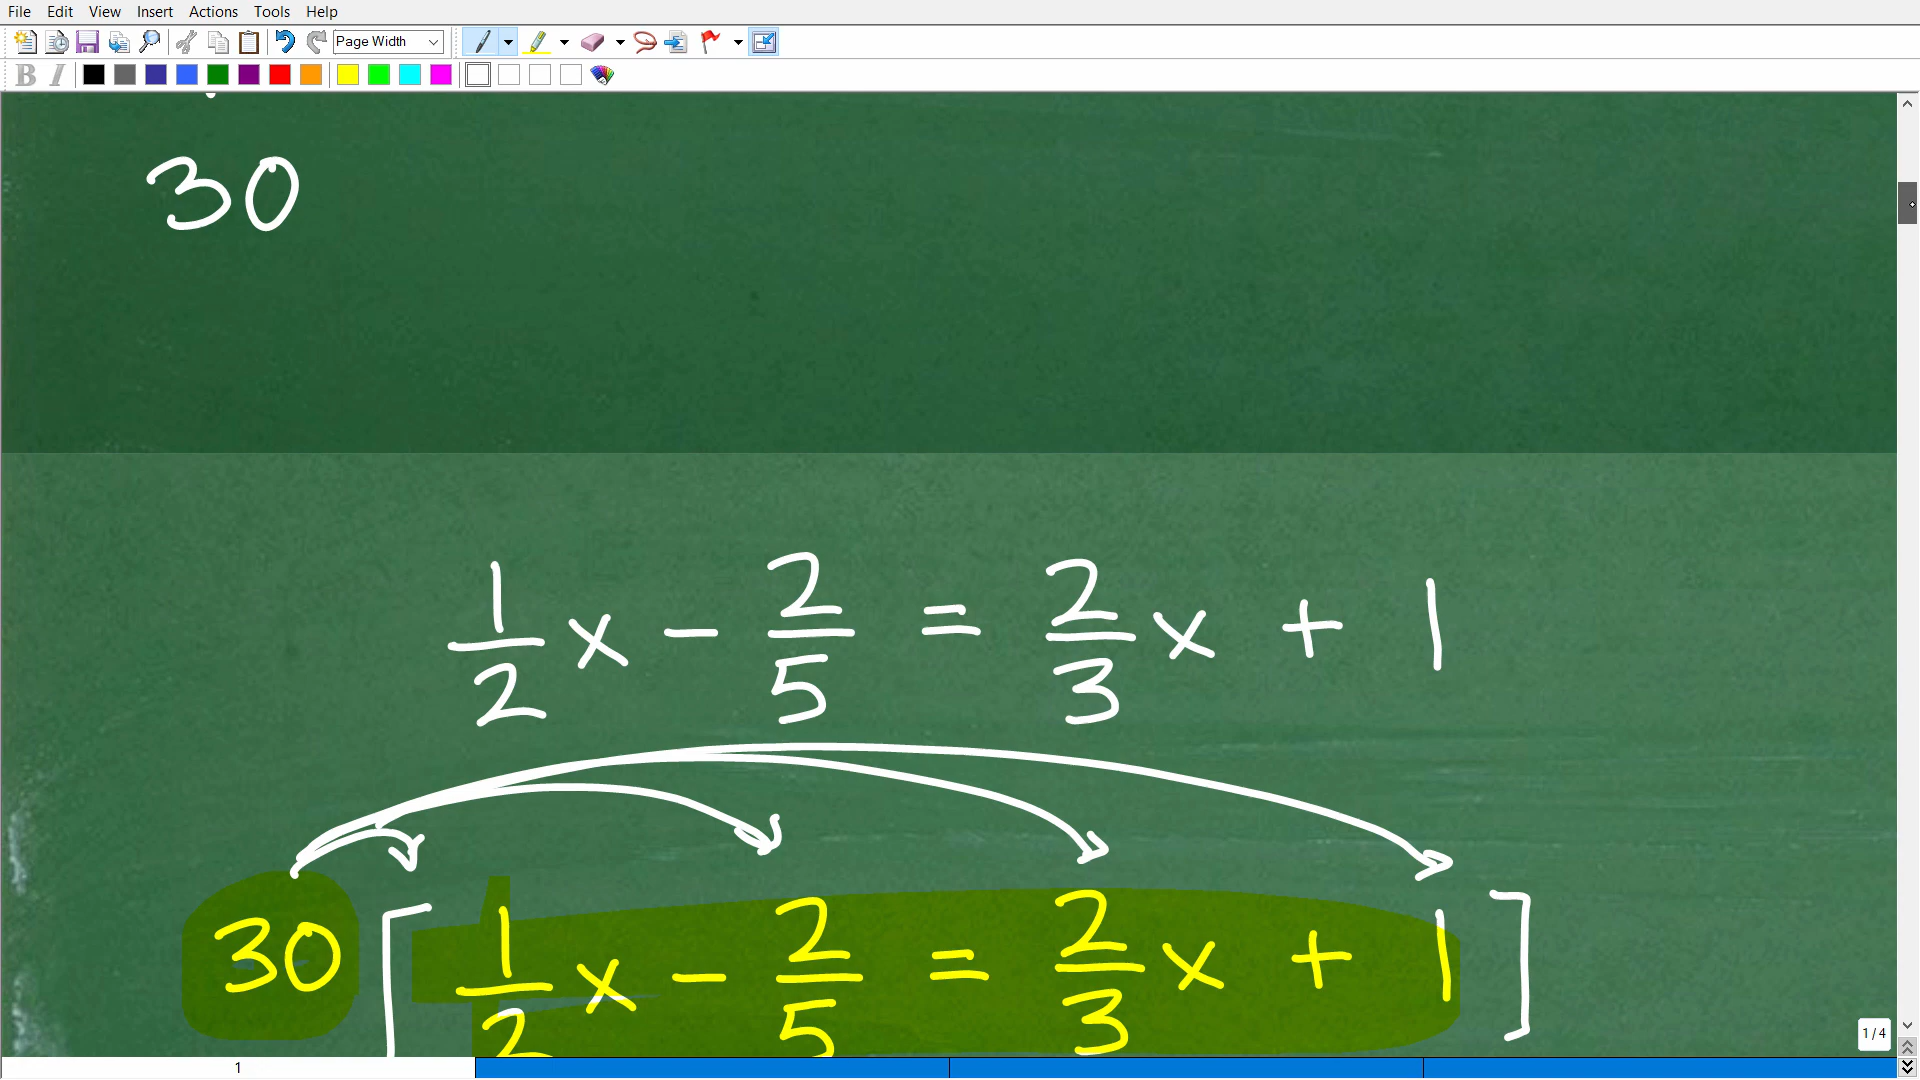 File Edit View Insert Actions Tools Help
Page Width
B I
30
1/2 x - 2/5 = 2/3 x + 1
30 [ 1/2 x - 2/5 = 2/3 x + 1 ]
1 / 4
1